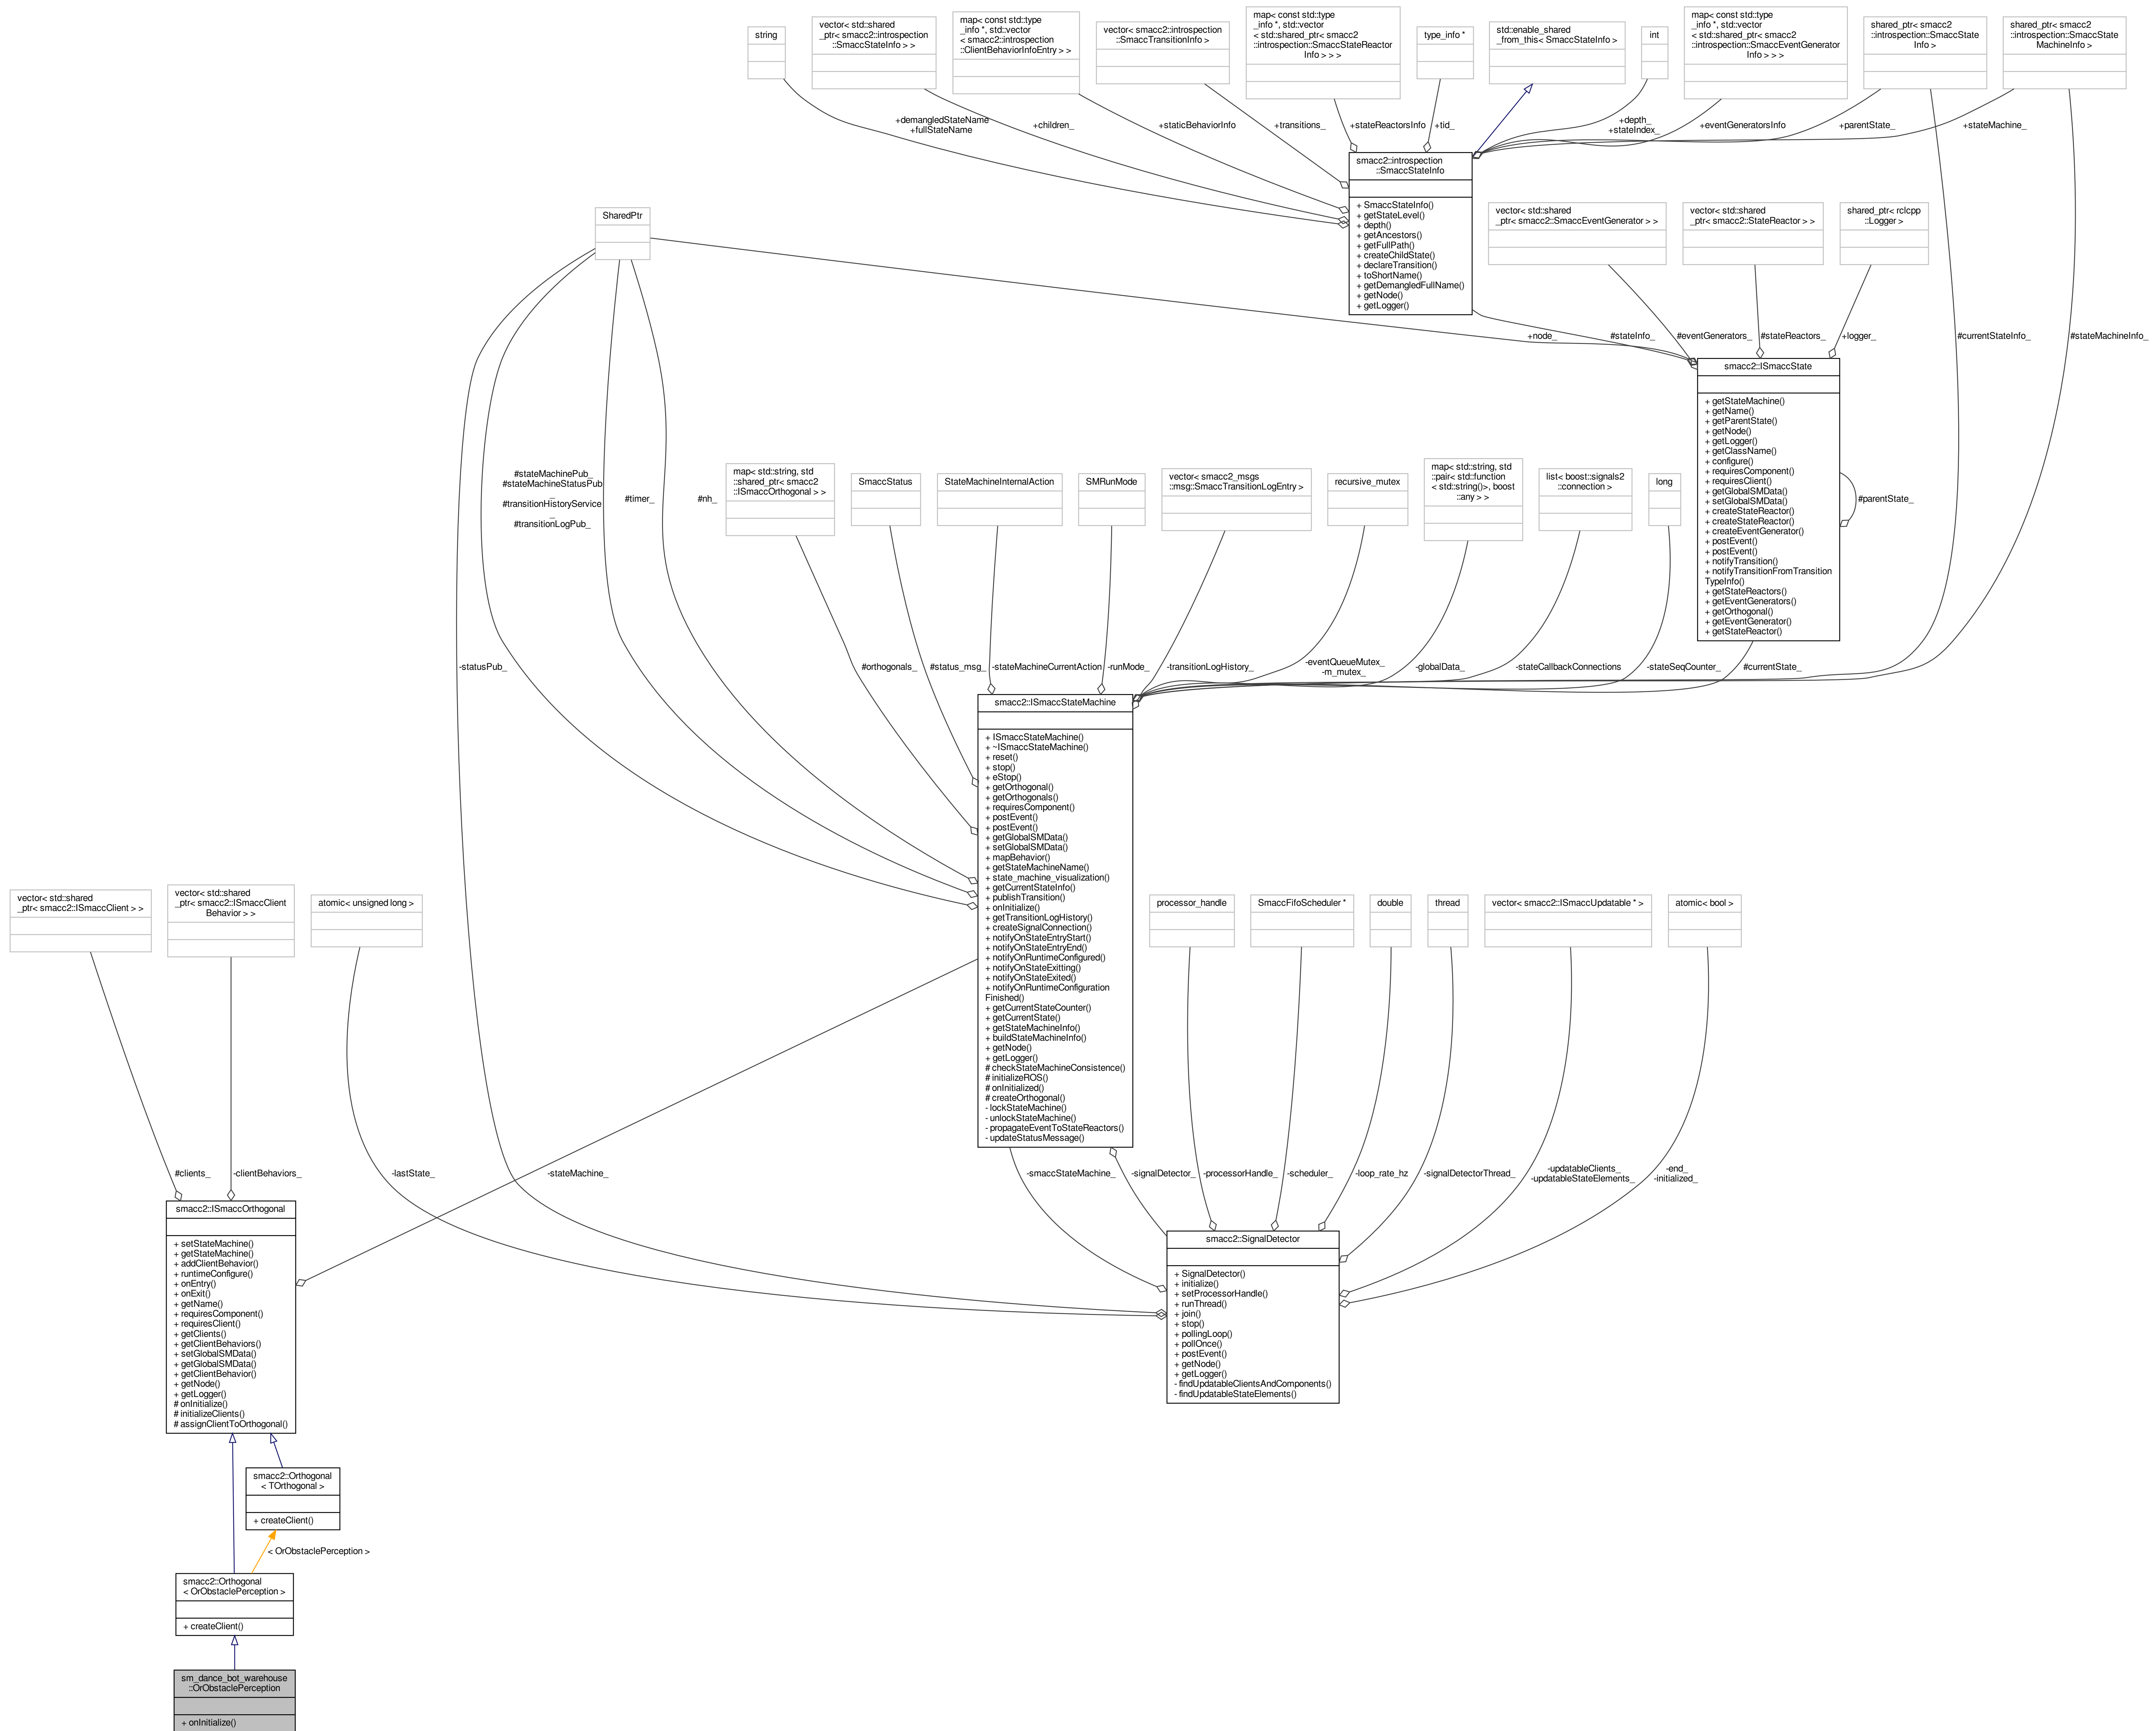 string
vector< std::shared
_ptr< smacc2::introspection
::SmaccStateInfo > >
map< const std::type
_info *, std::vector
< smacc2::introspection
::ClientBehaviorInfoEntry > >
vector< smacc2::introspection
::SmaccTransitionInfo >
map< const std::type
_info *, std::vector
< std::shared_ptr< smacc2
::introspection::SmaccStateReactor
Info > > >
type_info *
std::enable_shared
_from_this< SmaccStateInfo >
int
map< const std::type
_info *, std::vector
< std::shared_ptr< smacc2
::introspection::SmaccEventGenerator
Info > > >
shared_ptr< smacc2
::introspection::SmaccState
Info >
shared_ptr< smacc2
::introspection::SmaccState
MachineInfo >
+demangledStateName
+fullStateName
+children_
+staticBehaviorInfo
+transitions_
+stateReactorsInfo
+tid_
+depth_
+stateIndex_
+eventGeneratorsInfo
+parentState_
+stateMachine_
smacc2::introspection
::SmaccStateInfo
+ SmaccStateInfo()
+ getStateLevel()
+ depth()
+ getAncestors()
+ getFullPath()
+ createChildState()
+ declareTransition()
+ toShortName()
+ getDemangledFullName()
+ getNode()
+ getLogger()
SharedPtr
vector< std::shared
_ptr< smacc2::SmaccEventGenerator > >
vector< std::shared
_ptr< smacc2::StateReactor > >
shared_ptr< rclcpp
::Logger >
+node_
#stateInfo_
#eventGenerators_
#stateReactors_
+logger_
#currentStateInfo_
#stateMachineInfo_
smacc2::ISmaccState
+ getStateMachine()
+ getName()
+ getParentState()
+ getNode()
+ getLogger()
+ getClassName()
+ configure()
+ requiresComponent()
+ requiresClient()
+ getGlobalSMData()
+ setGlobalSMData()
+ createStateReactor()
+ createStateReactor()
+ createEventGenerator()
+ postEvent()
+ postEvent()
+ notifyTransition()
+ notifyTransitionFromTransition
TypeInfo()
+ getStateReactors()
+ getEventGenerators()
+ getOrthogonal()
+ getEventGenerator()
+ getStateReactor()
#parentState_
#stateMachinePub_
#stateMachineStatusPub
_
#transitionHistoryService
_
#transitionLogPub_
#timer_
#nh_
map< std::string, std
::shared_ptr< smacc2
::ISmaccOrthogonal > >
SmaccStatus
StateMachineInternalAction
SMRunMode
vector< smacc2_msgs
::msg::SmaccTransitionLogEntry >
recursive_mutex
map< std::string, std
::pair< std::function
< std::string()>, boost
::any > >
list< boost::signals2
::connection >
long
-statusPub_
#orthogonals_
#status_msg_
-stateMachineCurrentAction
-runMode_
-transitionLogHistory_
-eventQueueMutex_
-m_mutex_
-globalData_
-stateCallbackConnections
-stateSeqCounter_
#currentState_
smacc2::ISmaccStateMachine
+ ISmaccStateMachine()
+ ~ISmaccStateMachine()
+ reset()
+ stop()
+ eStop()
+ getOrthogonal()
+ getOrthogonals()
+ requiresComponent()
+ postEvent()
+ postEvent()
+ getGlobalSMData()
+ setGlobalSMData()
+ mapBehavior()
+ getStateMachineName()
+ state_machine_visualization()
+ getCurrentStateInfo()
+ publishTransition()
+ onInitialize()
+ getTransitionLogHistory()
+ createSignalConnection()
+ notifyOnStateEntryStart()
+ notifyOnStateEntryEnd()
+ notifyOnRuntimeConfigured()
+ notifyOnStateExitting()
+ notifyOnStateExited()
+ notifyOnRuntimeConfiguration
Finished()
+ getCurrentStateCounter()
+ getCurrentState()
+ getStateMachineInfo()
+ buildStateMachineInfo()
+ getNode()
+ getLogger()
# checkStateMachineConsistence()
# initializeROS()
# onInitialized()
# createOrthogonal()
- lockStateMachine()
- unlockStateMachine()
- propagateEventToStateReactors()
- updateStatusMessage()
vector< std::shared
_ptr< smacc2::ISmaccClient > >
vector< std::shared
_ptr< smacc2::ISmaccClient
Behavior > >
atomic< unsigned long >
processor_handle
SmaccFifoScheduler *
double
thread
vector< smacc2::ISmaccUpdatable * >
atomic< bool >
#clients_
-clientBehaviors_
-lastState_
-stateMachine_
-smaccStateMachine_
-signalDetector_
-processorHandle_
-scheduler_
-loop_rate_hz
-signalDetectorThread_
-updatableClients_
-updatableStateElements_
-end_
-initialized_
smacc2::ISmaccOrthogonal
+ setStateMachine()
+ getStateMachine()
+ addClientBehavior()
+ runtimeConfigure()
+ onEntry()
+ onExit()
+ getName()
+ requiresComponent()
+ requiresClient()
+ getClients()
+ getClientBehaviors()
+ setGlobalSMData()
+ getGlobalSMData()
+ getClientBehavior()
+ getNode()
+ getLogger()
# onInitialize()
# initializeClients()
# assignClientToOrthogonal()
smacc2::SignalDetector
+ SignalDetector()
+ initialize()
+ setProcessorHandle()
+ runThread()
+ join()
+ stop()
+ pollingLoop()
+ pollOnce()
+ postEvent()
+ getNode()
+ getLogger()
- findUpdatableClientsAndComponents()
- findUpdatableStateElements()
smacc2::Orthogonal
< TOrthogonal >
+ createClient()
< OrObstaclePerception >
smacc2::Orthogonal
< OrObstaclePerception >
+ createClient()
sm_dance_bot_warehouse
::OrObstaclePerception
+ onInitialize()